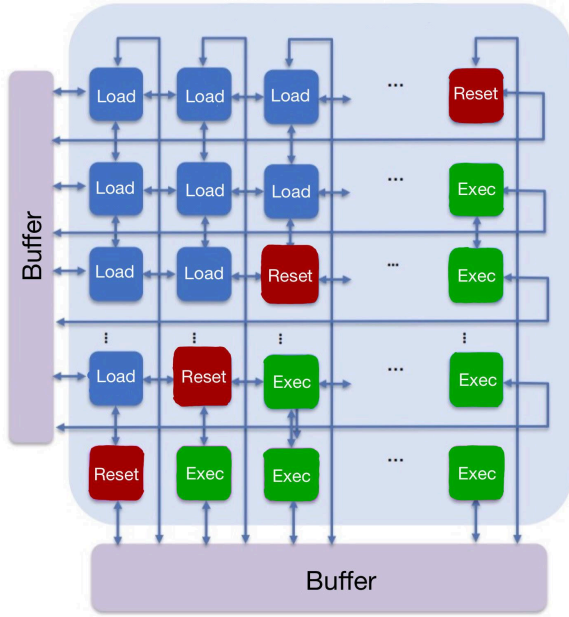 Load Load Load ... Reset
Load Load Load ... Exec
Buffer
Load Load Reset ... Exec
... ... ... ...
Load Reset Exec ... Exec
Reset Exec Exec ... Exec
Buffer